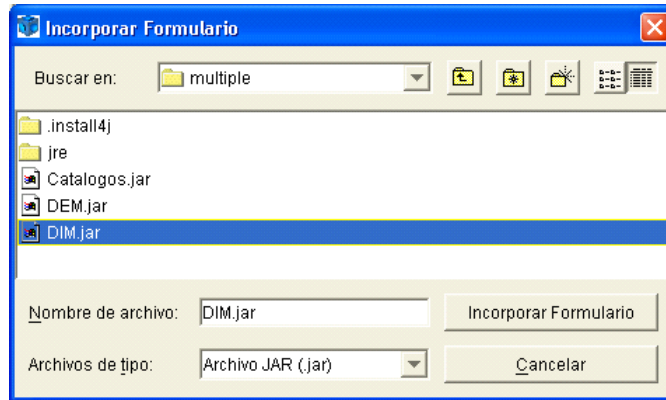 Incorporar Formulario
Buscar en: multiple
.install4j
jre
Catalogos.jar
DEM.jar
DIM.jar
Nombre de archivo: DIM.jar Incorporar Formulario
Archivos de tipo: Archivo JAR (.jar) Cancelar